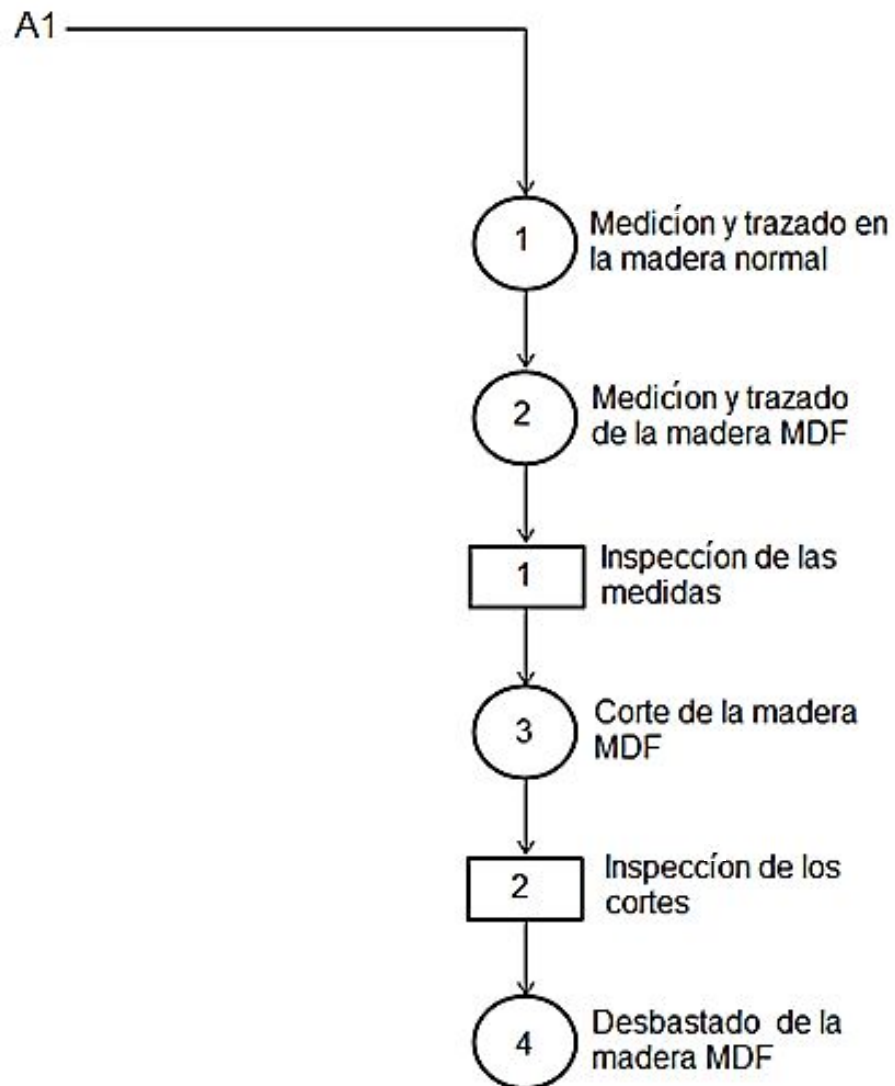 A1
1
Medicíon y trazado en
la madera normal
2
Medicíon y trazado
de la madera MDF
1
Inspeccíon de las
medidas
3
Corte de la madera
MDF
2
Inspeccíon de los
cortes
4
Desbastado de la
madera MDF